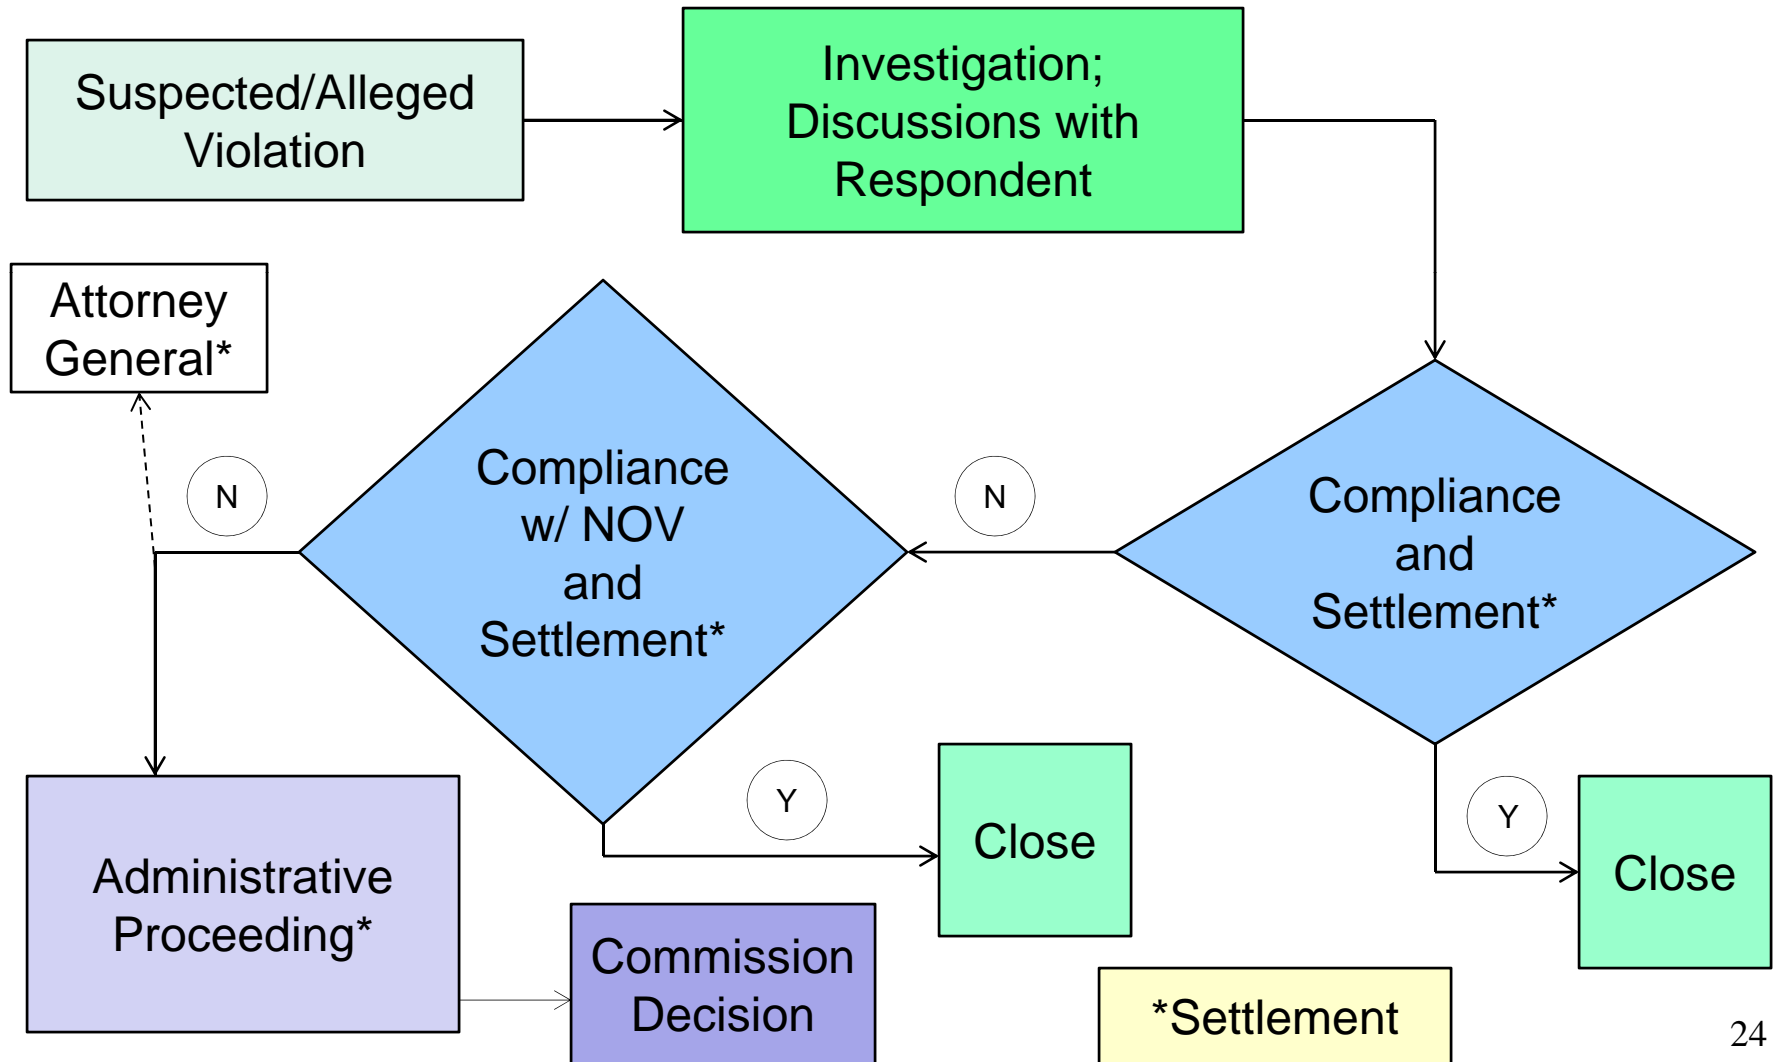 Suspected/Alleged
Violation
Investigation;
Discussions with
Respondent
Attorney
General*
N
Compliance
w/ NOV
and
Settlement*
N
Compliance
and
Settlement*
Y
Close
Y
Close
Administrative
Proceeding*
Commission
Decision
*Settlement
24